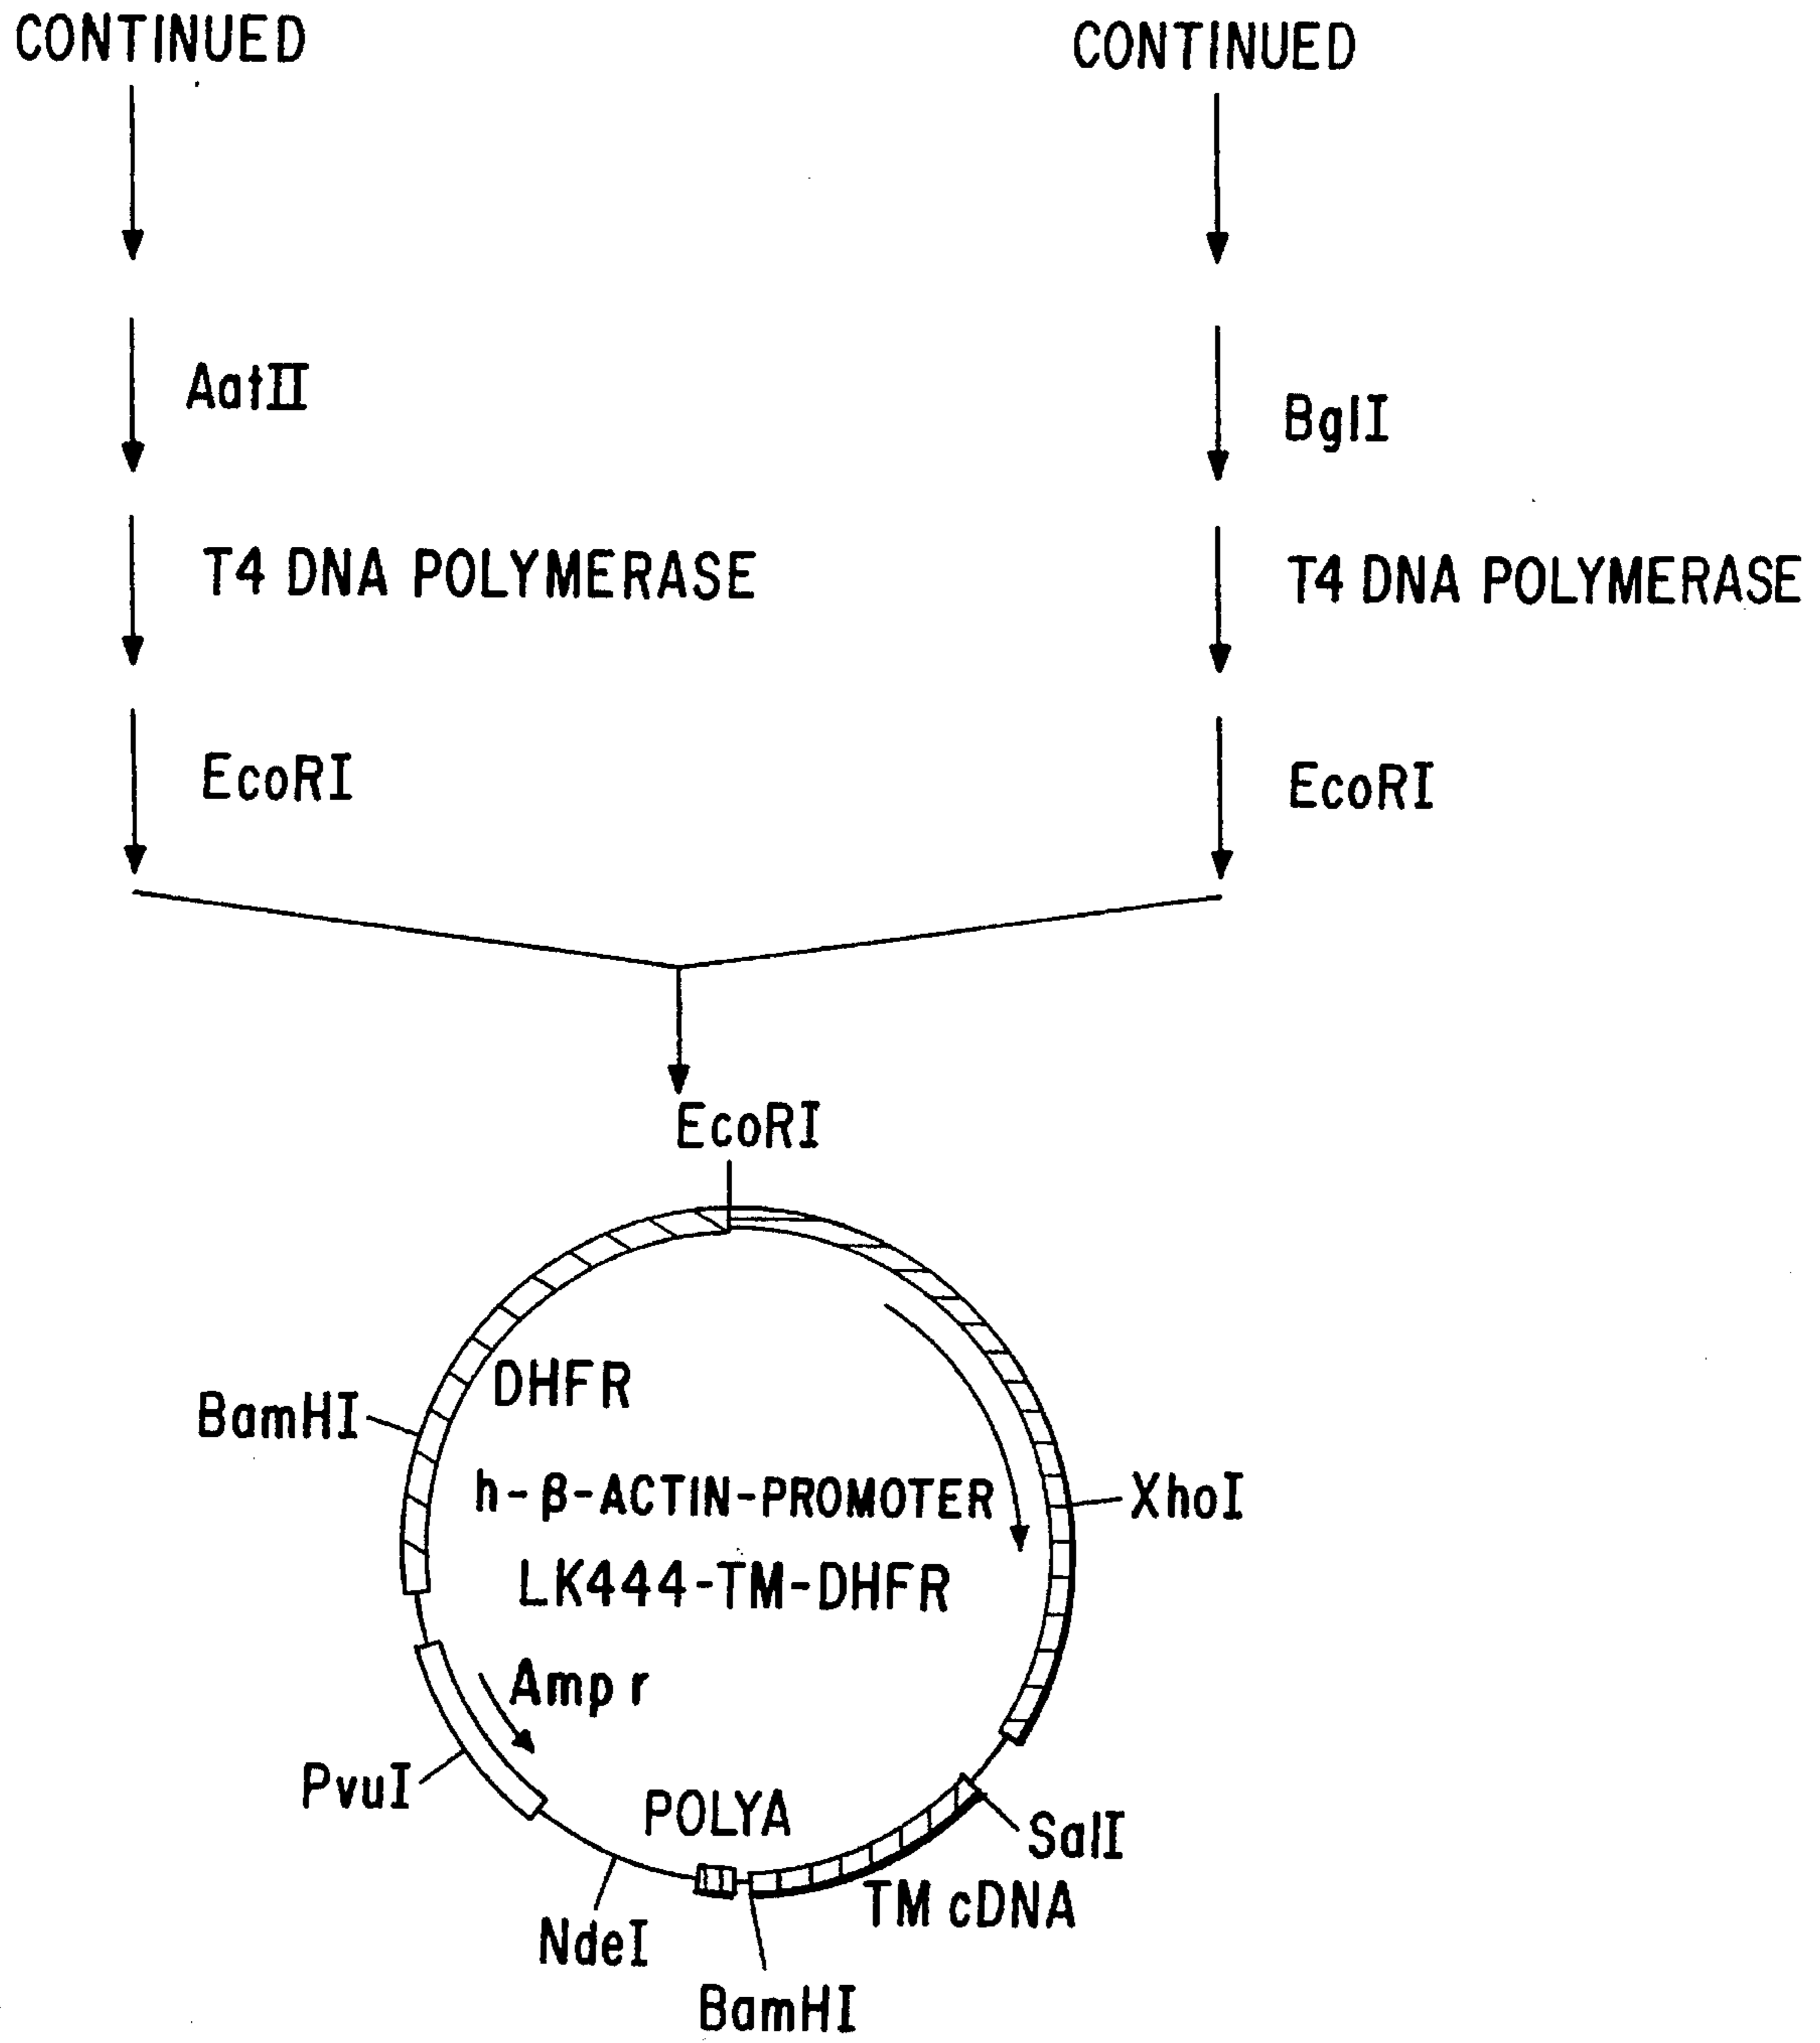 CONTINUED
CONTINUED
AatII
BglI
T4 DNA POLYMERASE
T4 DNA POLYMERASE
EcoRI
EcoRI
EcoRI
DHFR
BamHI
h-β-ACTIN-PROMOTER
XhoI
LK444-TM-DHFR
Amp r
PvuI
POLYA
SalI
TM cDNA
NdeI
BamHI